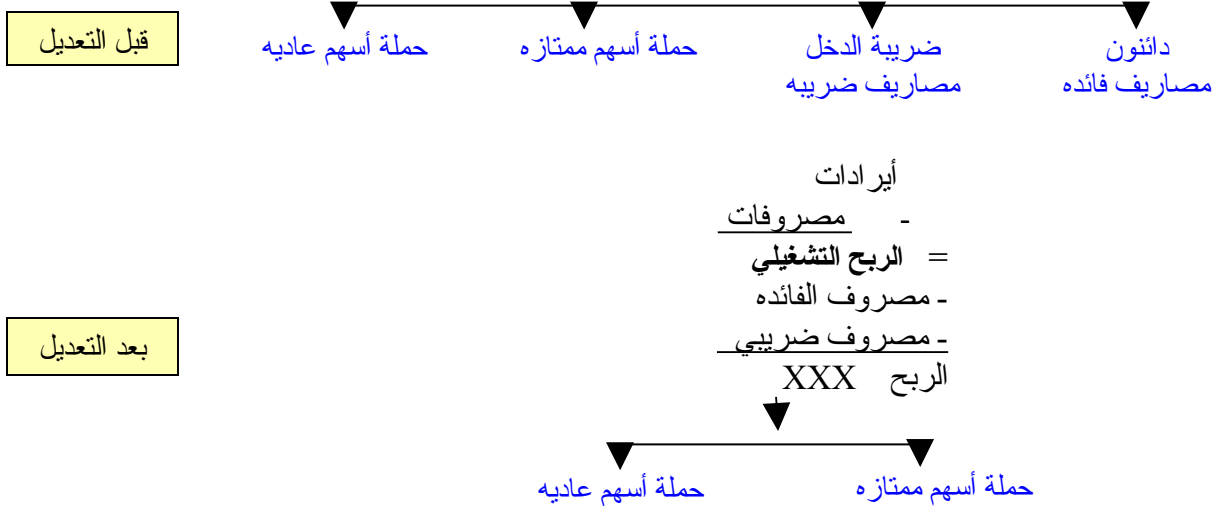 قبل التعديل
دائنون
مصاريف فائده
ضريبة الدخل
مصاريف ضريبه
حملة أسهم ممتازه
حملة أسهم عاديه
أيرادات
- مصروفات
= الربح التشغيلي
- مصروف الفائده
- مصروف ضريبي
الربح XXX
بعد التعديل
حملة أسهم ممتازه
حملة أسهم عاديه